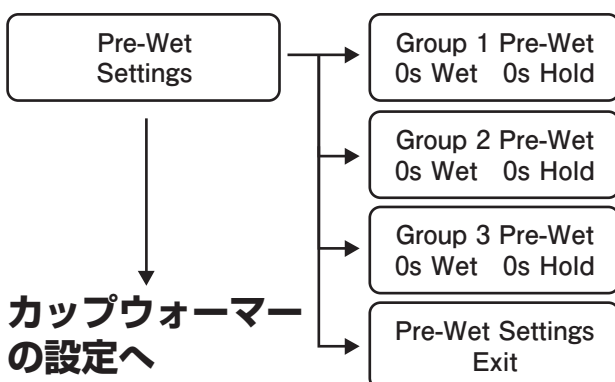 Pre-Wet
Settings
Group 1 Pre-Wet
0s Wet 0s Hold
Group 2 Pre-Wet
0s Wet 0s Hold
Group 3 Pre-Wet
0s Wet 0s Hold
Pre-Wet Settings
Exit
カップウォーマー
の設定へ